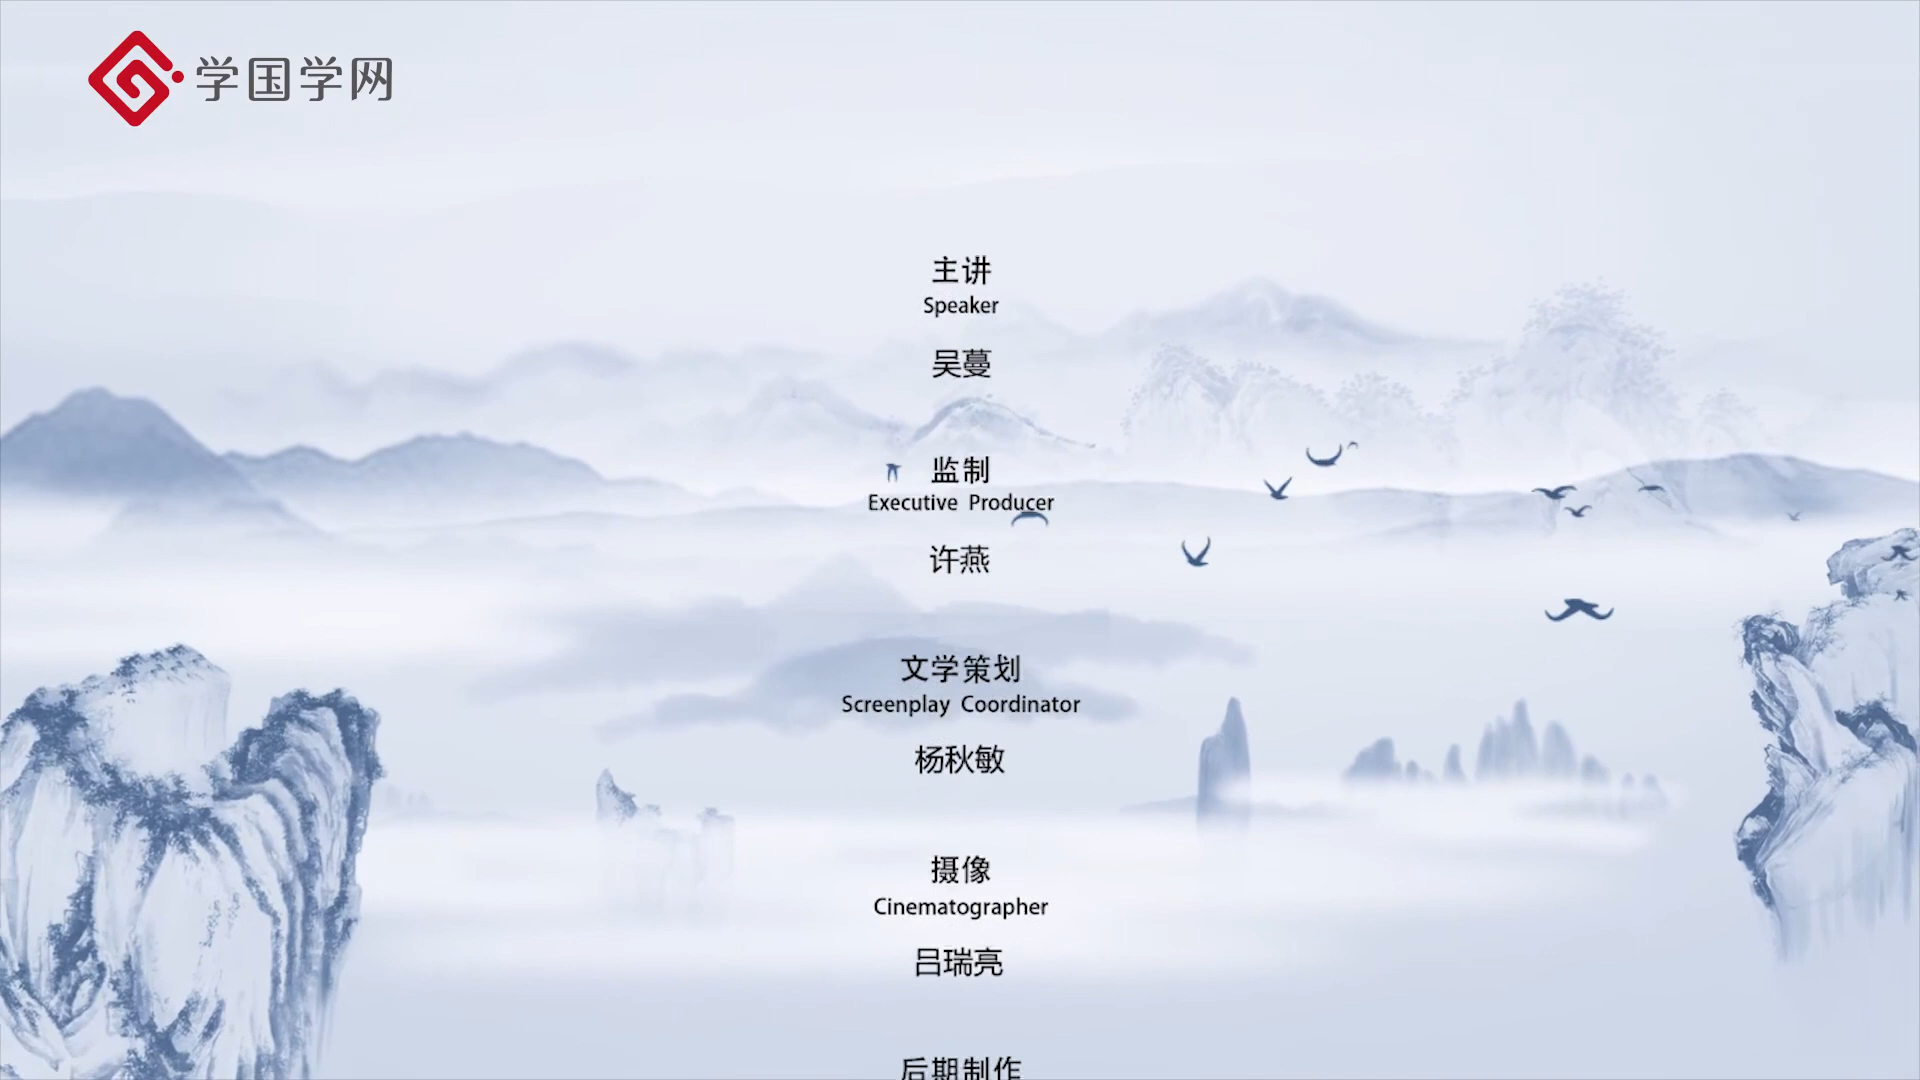 学国学网
主讲
Speaker
吴蔓
监制
Executive Producer
许燕
文学策划
Screenplay Coordinator
杨秋敏
摄像
Cinematographer
吕瑞亮
后期制作